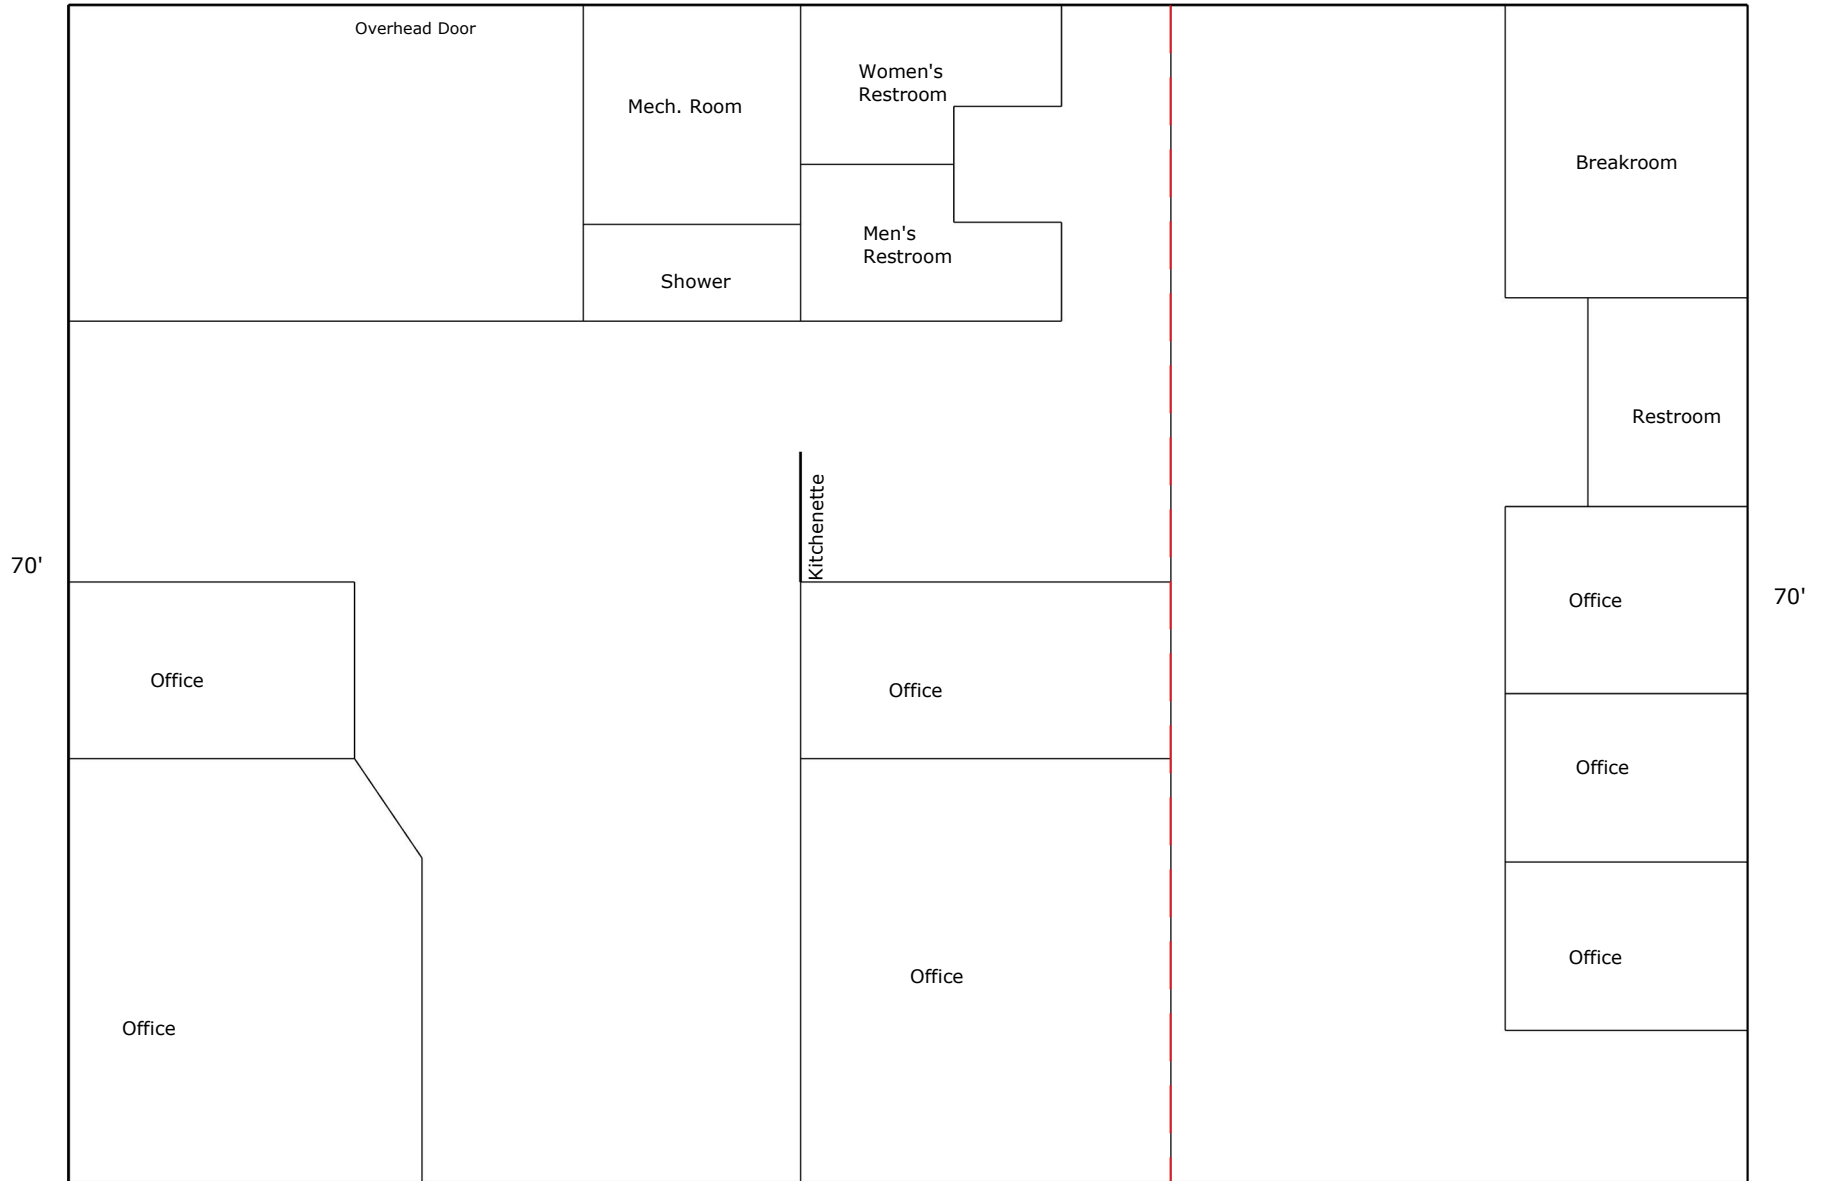 Overhead Door
Mech. Room
Women's
Restroom
Breakroom
Men's
Restroom
Shower
Restroom
Kitchenette
70'
Office
70'
Office
Office
Office
Office
Office
Office